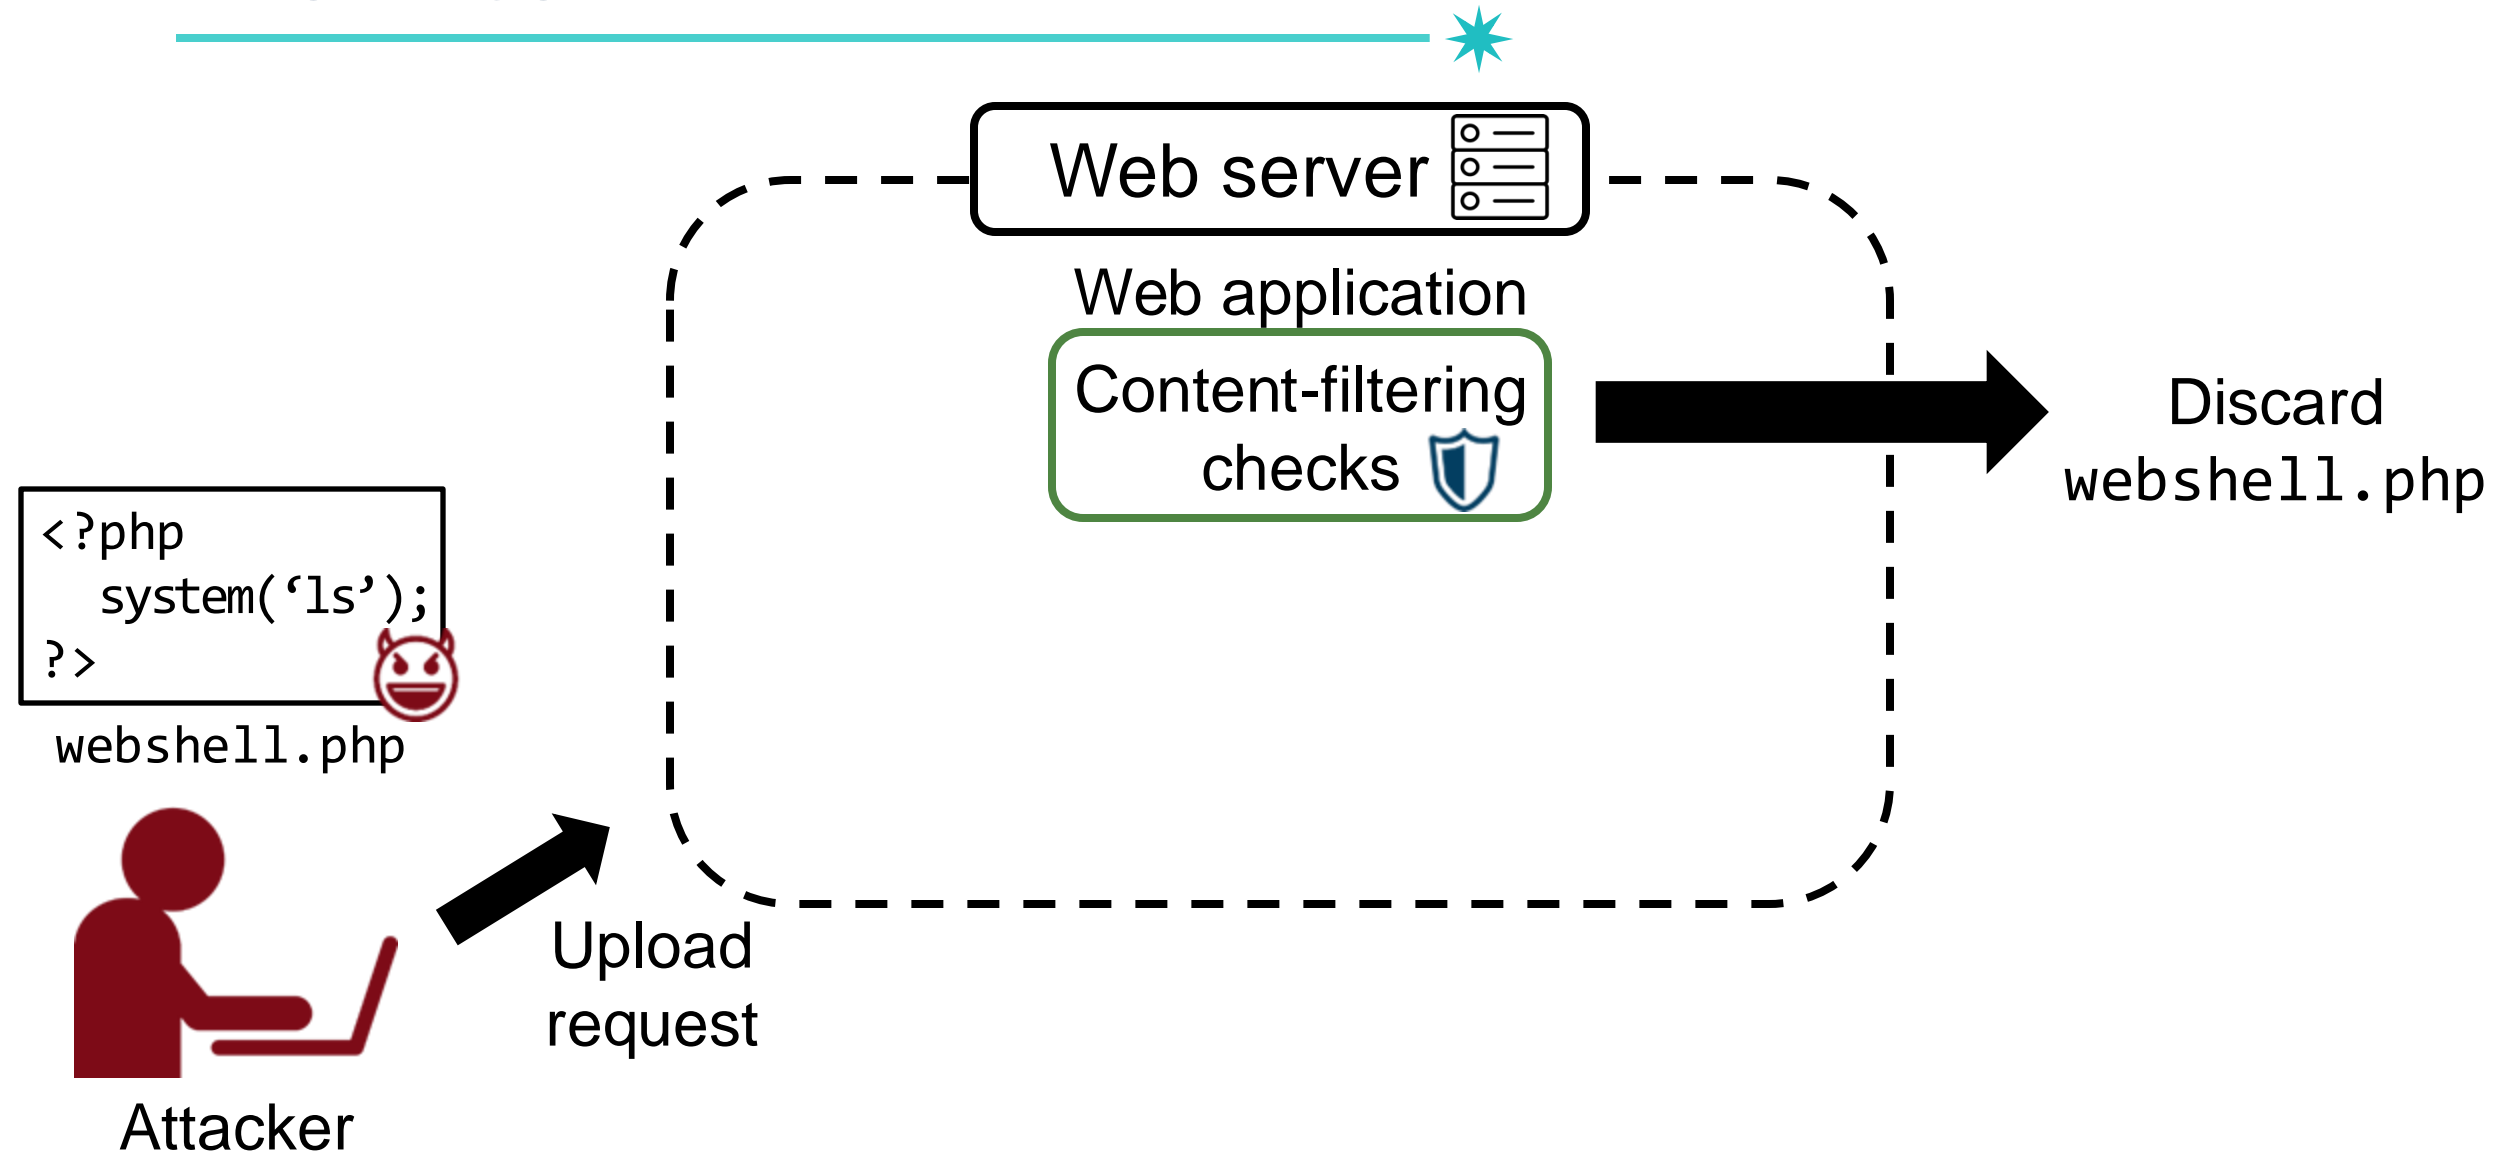 Web server
Web application
Content-filtering
checks
Discard
webshell.php
<?php
system(‘ls’);
?>
webshell.php
Upload
request
Attacker